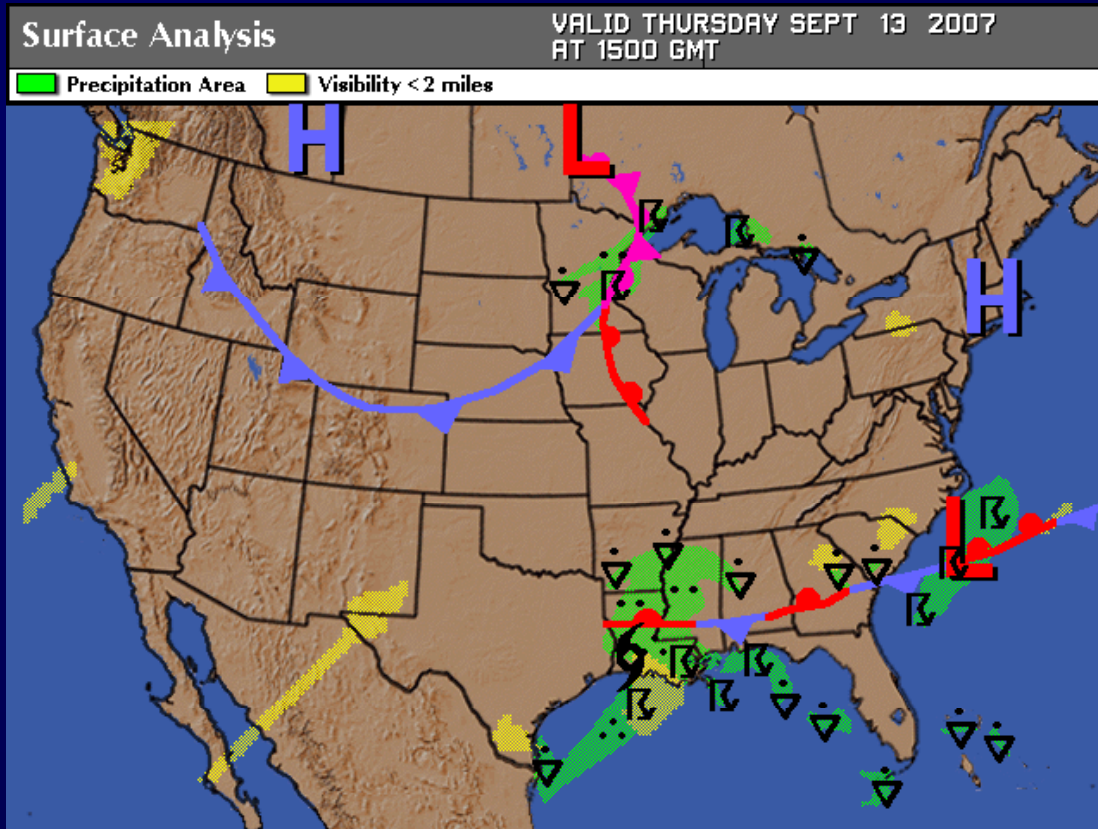 Surface Analysis
VALID THURSDAY SEPT 13 2007
AT 1500 GMT
Precipitation Area
Visibility <2 miles
H
L
H
L